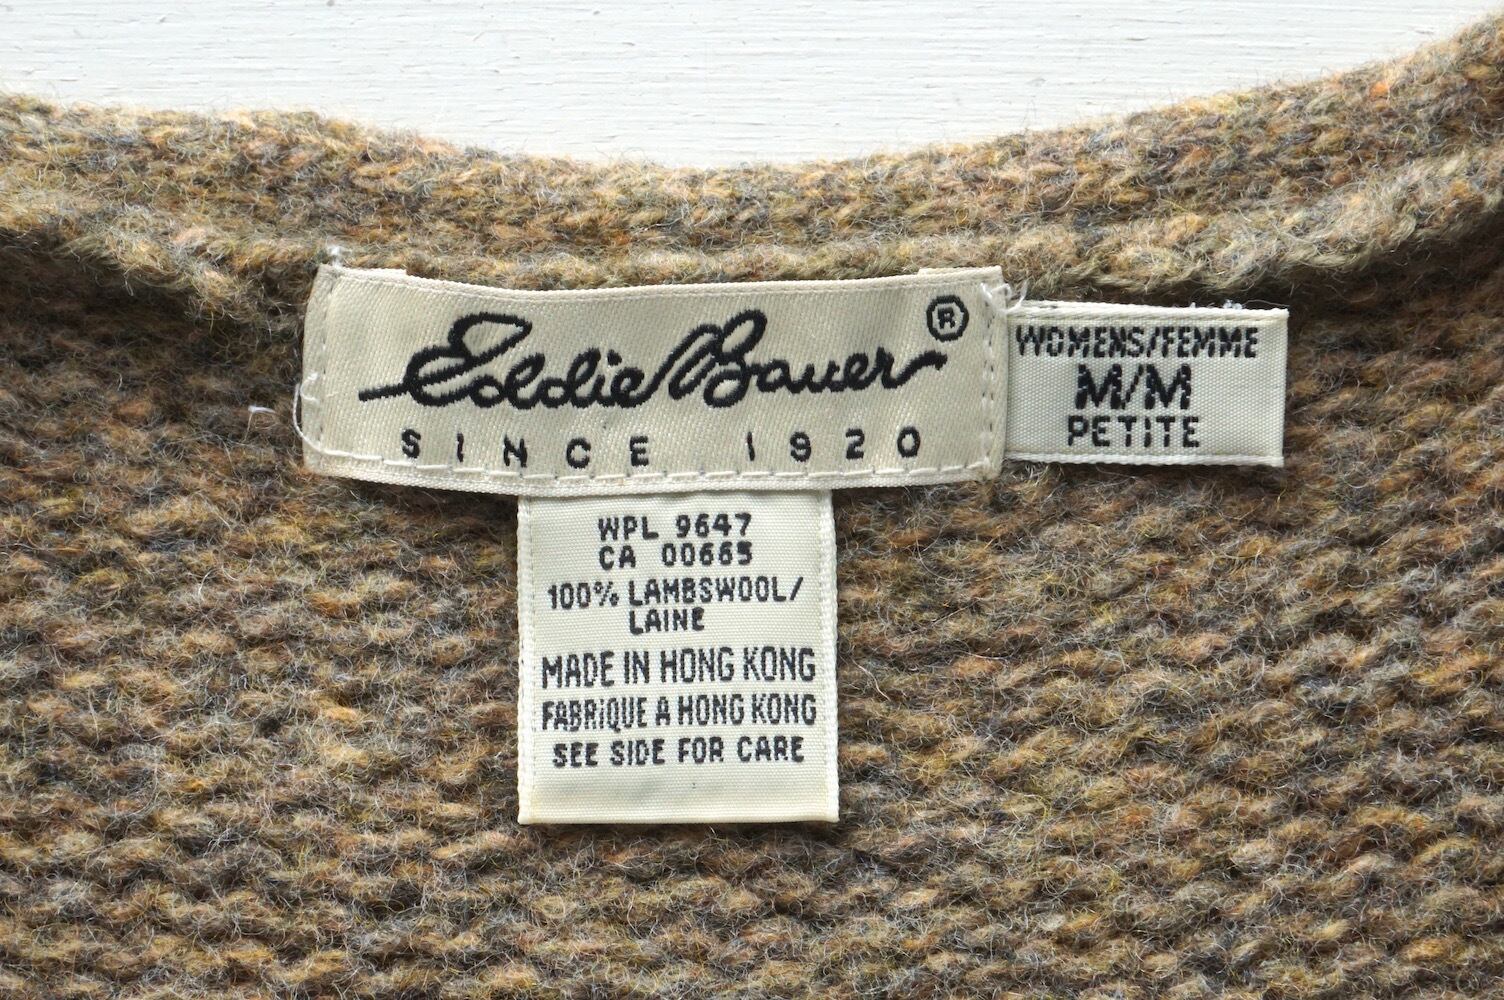 Eddie Bauer ®
SINCE 1920
WOMENS/FEMME
M/M
PETITE
WPL 9647
CA 00665
100% LAMBSWOOL/
LAINE
MADE IN HONG KONG
FABRIQUE A HONG KONG
SEE SIDE FOR CARE